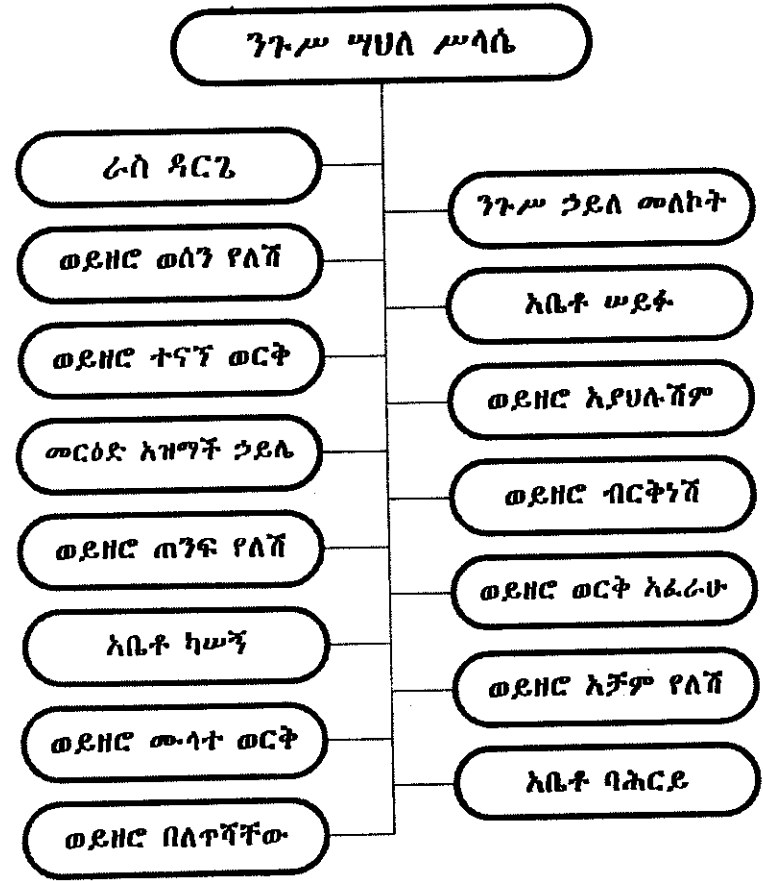 ንጉሥ ሣህለ ሥላሴ
ራስ ዳርጌ
ንጉሥ ኃይለ መለኮት
ወይዘሮ ወሰን የለሽ
አቤቶ ሠይፉ
ወይዘሮ ተናኘ ወርቅ
ወይዘሮ አያህሉሽም
መርዕድ አዝማች ኃይሌ
ወይዘሮ ብርቅነሽ
ወይዘሮ ጠንፍ የለሽ
ወይዘሮ ወርቅ አፈራሁ
አቤቶ ካሠኝ
ወይዘሮ አቻም የለሽ
ወይዘሮ ሙላተ ወርቅ
አቤቶ ባሕርይ
ወይዘሮ በለጥሻቸው